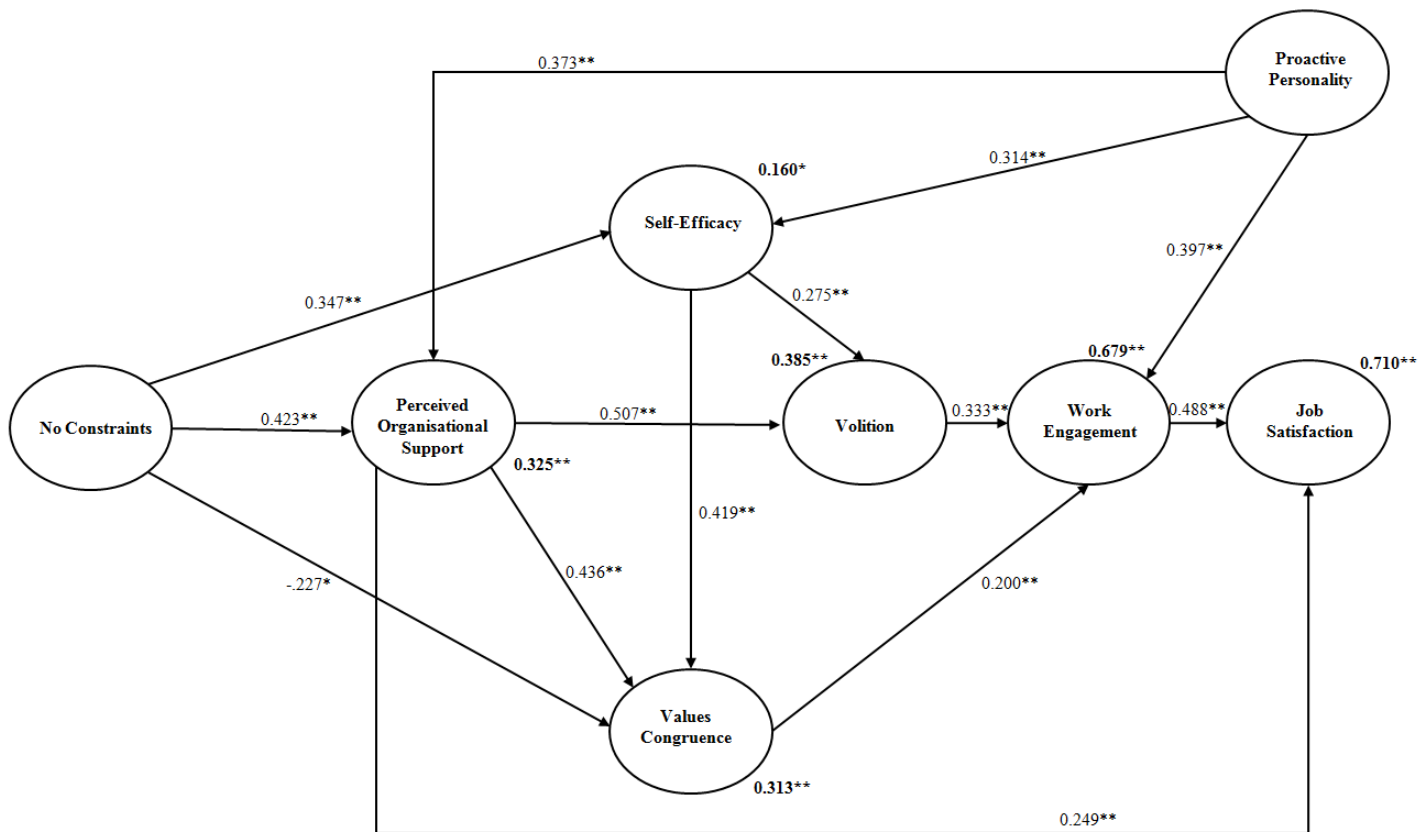 Proactive
Personality
0.373**
0.314**
0.160*
Self-Efficacy
0.397**
0.347**
0.275**
0.385**
0.679**
0.710**
No Constraints
0.423**
Perceived
Organisational
Support
0.507**
Volition
0.333**
Work
Engagement
0.488**
Job
Satisfaction
0.325**
0.419**
0.436**
-.227*
0.200**
Values
Congruence
0.313**
0.249**